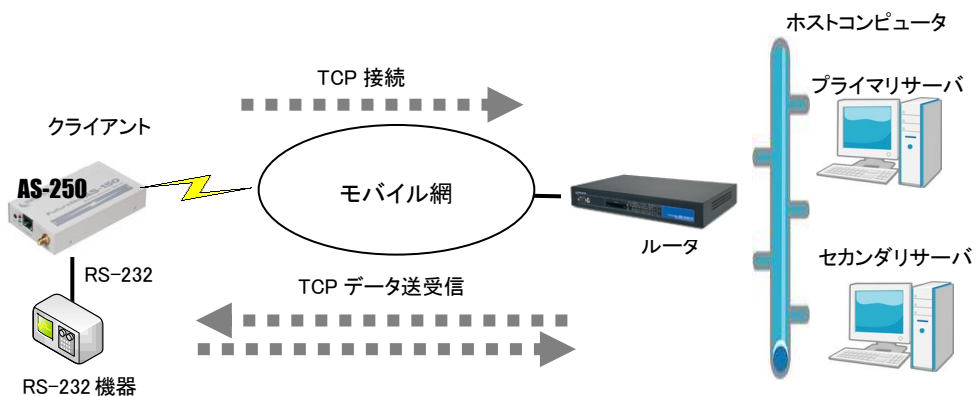 ホストコンピュータ
TCP 接続
プライマリサーバ
クライアント
AS-250
モバイル網
ルータ
セカンダリサーバ
RS-232
TCP データ送受信
RS-232 機器